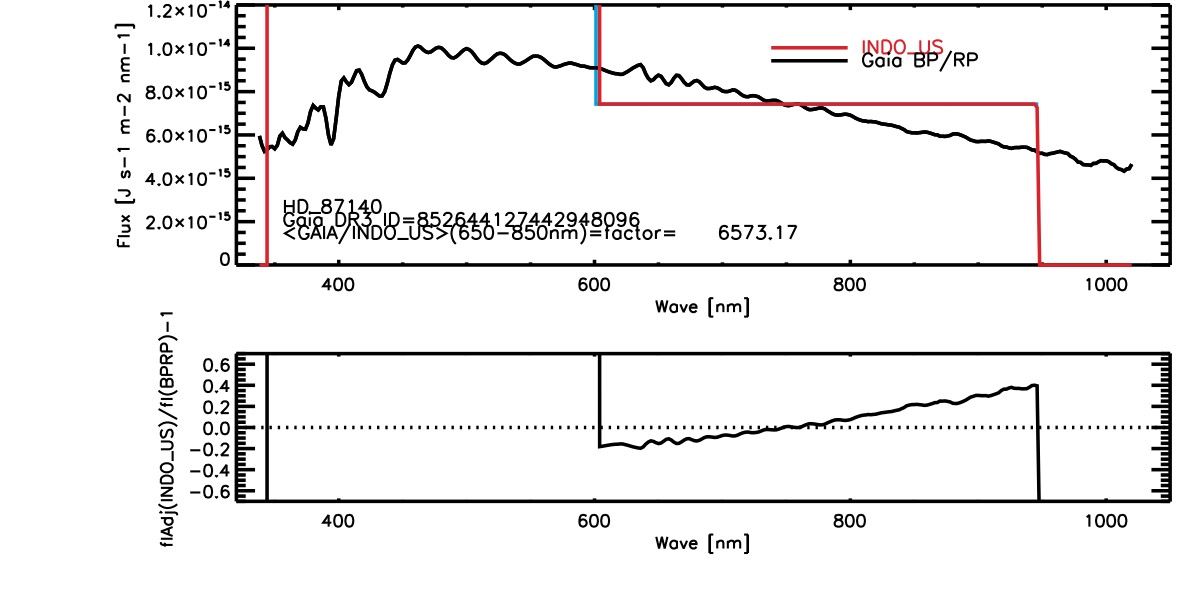 1.2×10⁻¹⁴
1.0×10⁻¹⁴
8.0×10⁻¹⁵
6.0×10⁻¹⁵
4.0×10⁻¹⁵
2.0×10⁻¹⁵
0
Flux [J s−1 m−2 nm−1]
INDO_US
Gaia BP/RP
HD_87140
Gaia DR3 ID=852644127442948096
<GAIA/INDO_US>(650−850nm)=factor= 6573.17
400 600 800 1000
Wave [nm]
flAdj(INDO_US)/fl(BPRP)−1
0.6
0.4
0.2
0.0
−0.2
−0.4
−0.6
400 600 800 1000
Wave [nm]